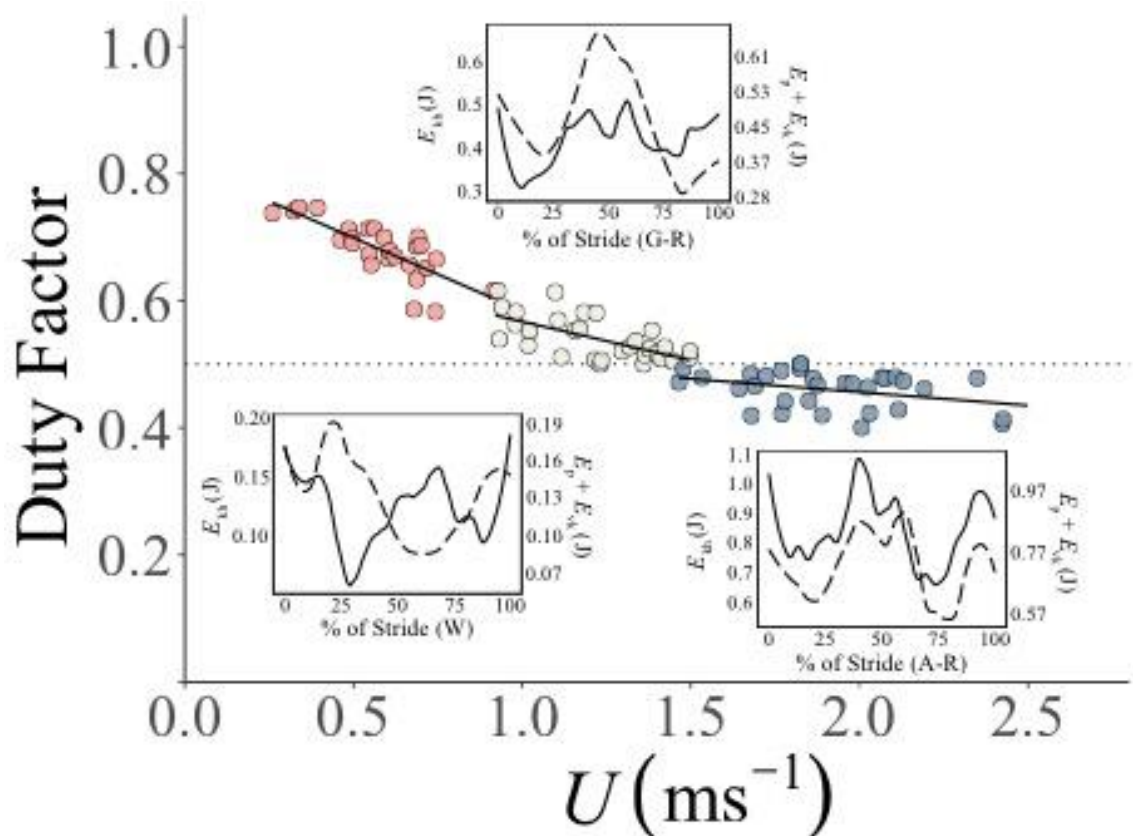 Duty Factor
1.0
0.8
0.6
0.4
0.2
0.0
0.5
1.0
1.5
2.0
2.5
U (ms⁻¹)
E_kh (J)
0.6
0.5
0.4
0.3
0.61
0.53
0.45
0.37
0.28
E_p + E_vk (J)
0 25 50 75 100
% of Stride (G-R)
E_kh (J)
0.20
0.15
0.10
0.19
0.16
0.13
0.10
0.07
E_p + E_vk (J)
0 25 50 75 100
% of Stride (W)
E_kh (J)
1.1
1.0
0.9
0.8
0.7
0.6
0.97
0.77
0.57
E_p + E_vk (J)
0 25 50 75 100
% of Stride (A-R)